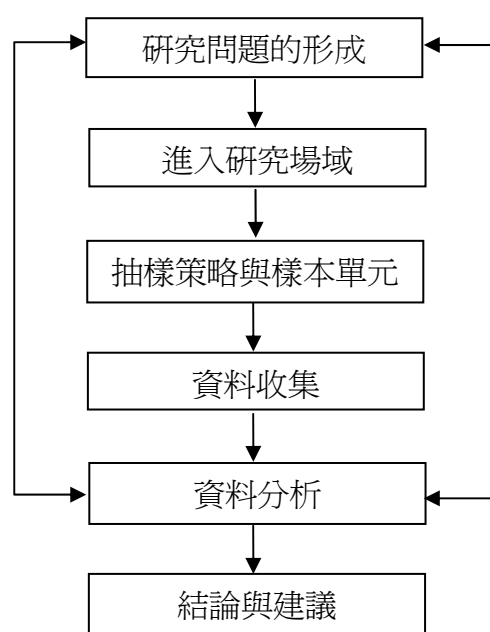 研究問題的形成
進入研究場域
抽樣策略與樣本單元
資料收集
資料分析
結論與建議